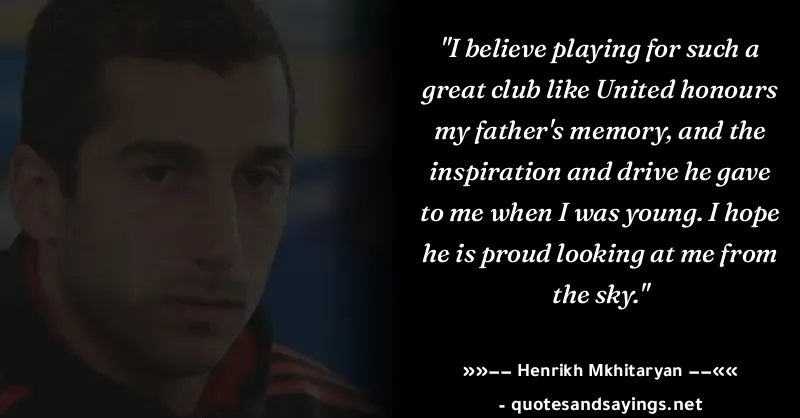 "I believe playing for such a
great club like United honours
my father's memory, and the
inspiration and drive he gave
to me when I was young. I hope
he is proud looking at me from
the sky."
»»−− Henrikh Mkhitaryan −−««
- quotesandsayings.net